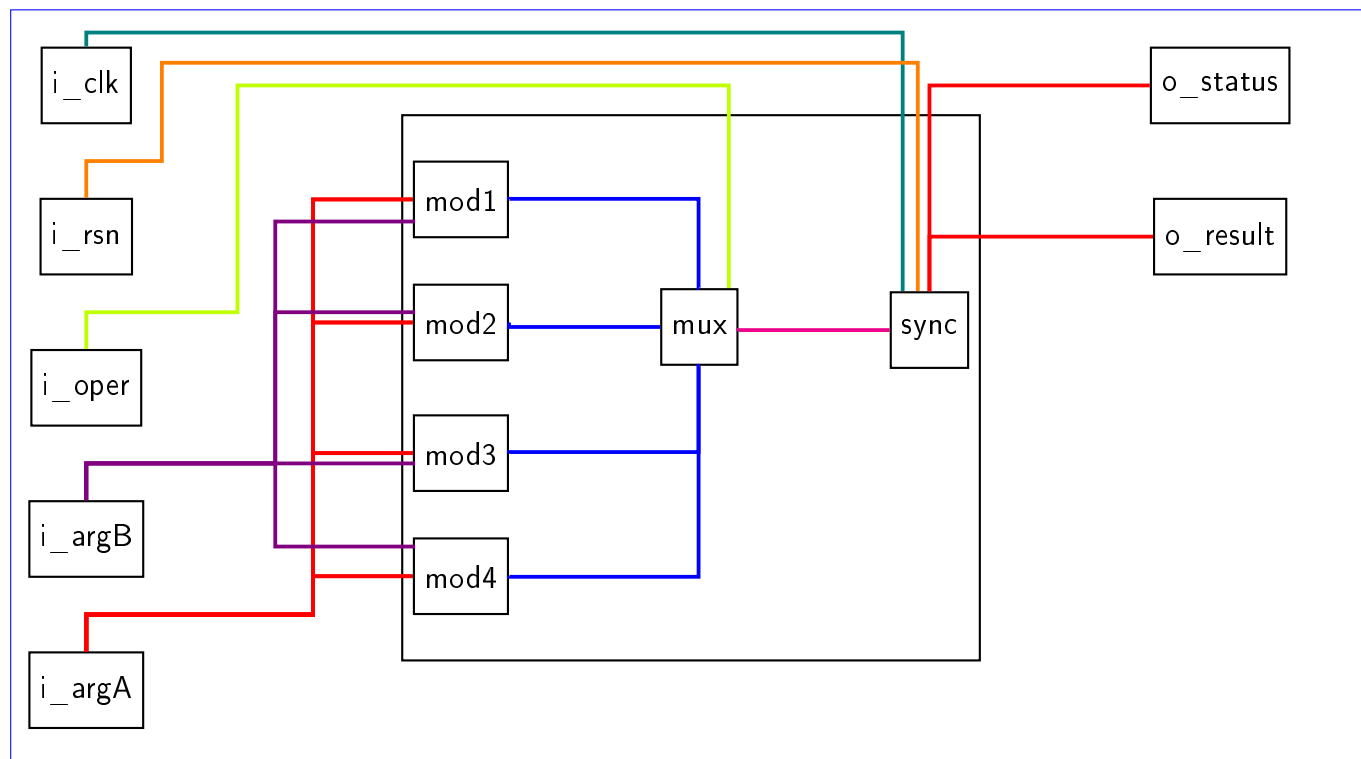 i_clk
o_status
mod1
i_rsn
o_result
mod2
mux
sync
i_oper
mod3
i_argB
mod4
i_argA